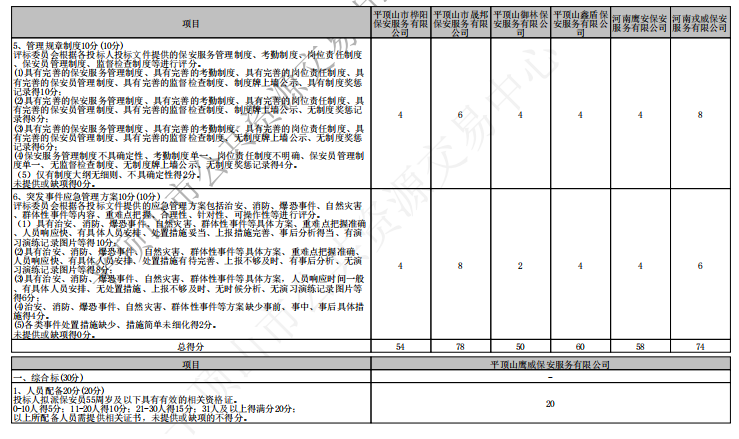 项目
平顶山市桦阳保安服务有限公司
平顶山市晟邦保安服务有限公司
平顶山御林保安服务有限公司
平顶山鑫盾保安服务有限公司
河南鹰安保安服务有限公司
河南戎威保安服务有限公司
5、管理规章制度10分(10分)
评标委员会根据各投标人投标文件提供的保安服务管理制度、考勤制度、岗位责任制度
、保安员管理制度、监督检查制度等进行评分。
(1)具有完善的保安服务管理制度、具有完善的考勤制度、具有完善的岗位责任制度、具
有完善的保安员管理制度、具有完善的监督检查制度、制度牌上墙公示、具有制度奖惩
记录得10分;
(2)具有完善的保安服务管理制度、具有完善的考勤制度、具有完善的岗位责任制度、具
有完善的保安员管理制度、具有完善的监督检查制度、制度牌上墙公示、无制度奖惩记
录得8分;
(3)具有完善的保安服务管理制度、具有完善的考勤制度、具有完善的岗位责任制度、具
有完善的保安员管理制度、具有完善的监督检查制度、无制度牌上墙公示、无制度奖惩
记录得6分;
(4)保安服务管理制度不具确定性、考勤制度单一、岗位责任制度不明确、保安员管理制
度单一、无监督检查制度、无制度牌上墙公示、无制度奖惩记录得4分。
(5)仅有制度大纲无细则、不具确定性得2分。
未提供或缺项得0分。
4 6 4 4 4 8
6、突发事件应急管理方案10分(10分)
评标委员会根据各投标文件提供的应急管理方案包括治安、消防、爆恐事件、自然灾害
、群体性事件等内容、重难点把握、合理性、针对性、可操作性等进行评分。
(1)具有治安、消防、爆恐事件、自然灾害、群体性事件等具体方案、重难点把握准确
、人员响应快、有具体人员安排、处置措施妥当、上报措施完善、事后分析得当、有演
习演练记录图片等得10分;
(2)具有治安、消防、爆恐事件、自然灾害、群体性事件等具体方案、重难点把握准确、
人员响应快、有具体人员安排、处置措施有待完善、上报不够及时、有事后分析、无演
习演练记录图片等得8分;
(3)具有治安、消防、爆恐事件、自然灾害、群体性事件等具体方案，人员响应时间一般
、有具体人员安排、无处置措施、上报不够及时、无时候分析、无演习演练记录图片等
得6分;
(4)治安、消防、爆恐事件、自然灾害、群体性事件等方案缺少事前、事中、事后具体措
施得4分。
(5)各类事件处置措施缺少、措施简单未细化得2分。
未提供或缺项得0分。
4 8 2 4 4 6
总得分 54 78 50 60 58 74
项目 平顶山鹰威保安服务有限公司
一、综合标(30分) -
1、人员配备20分(20分)
投标人拟派保安员55周岁及以下具有有效的相关资格证。
0-10人得5分; 11-20人得10分; 21-30人得15分; 31人及以上得满分20分;
以上所配备人员需提供相关证书，未提供或缺项的不得分。
20